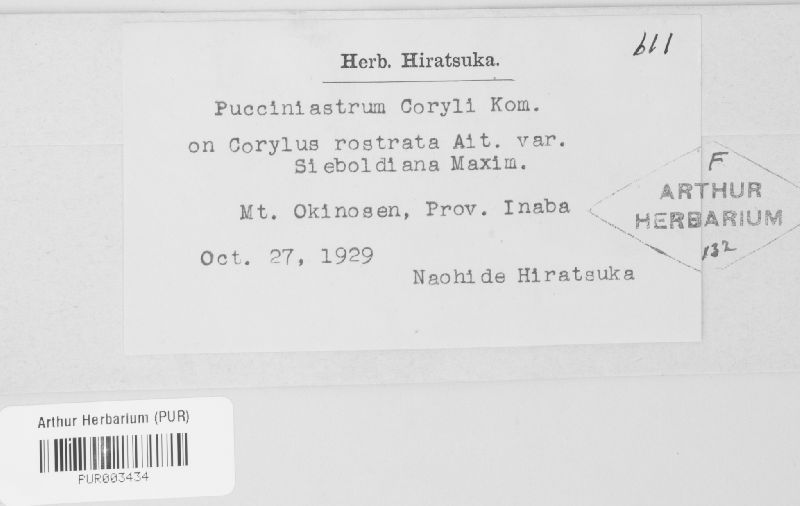 611
Herb. Hiratsuka.
Pucciniastrum Coryli Kom.
on Corylus rostrata Ait. var.
Sieboldiana Maxim.
Mt. Okinosen, Prov. Inaba
Oct. 27, 1929
Naohide Hiratsuka
F
ARTHUR
HERBARIUM
132
Arthur Herbarium (PUR)
PUR003434